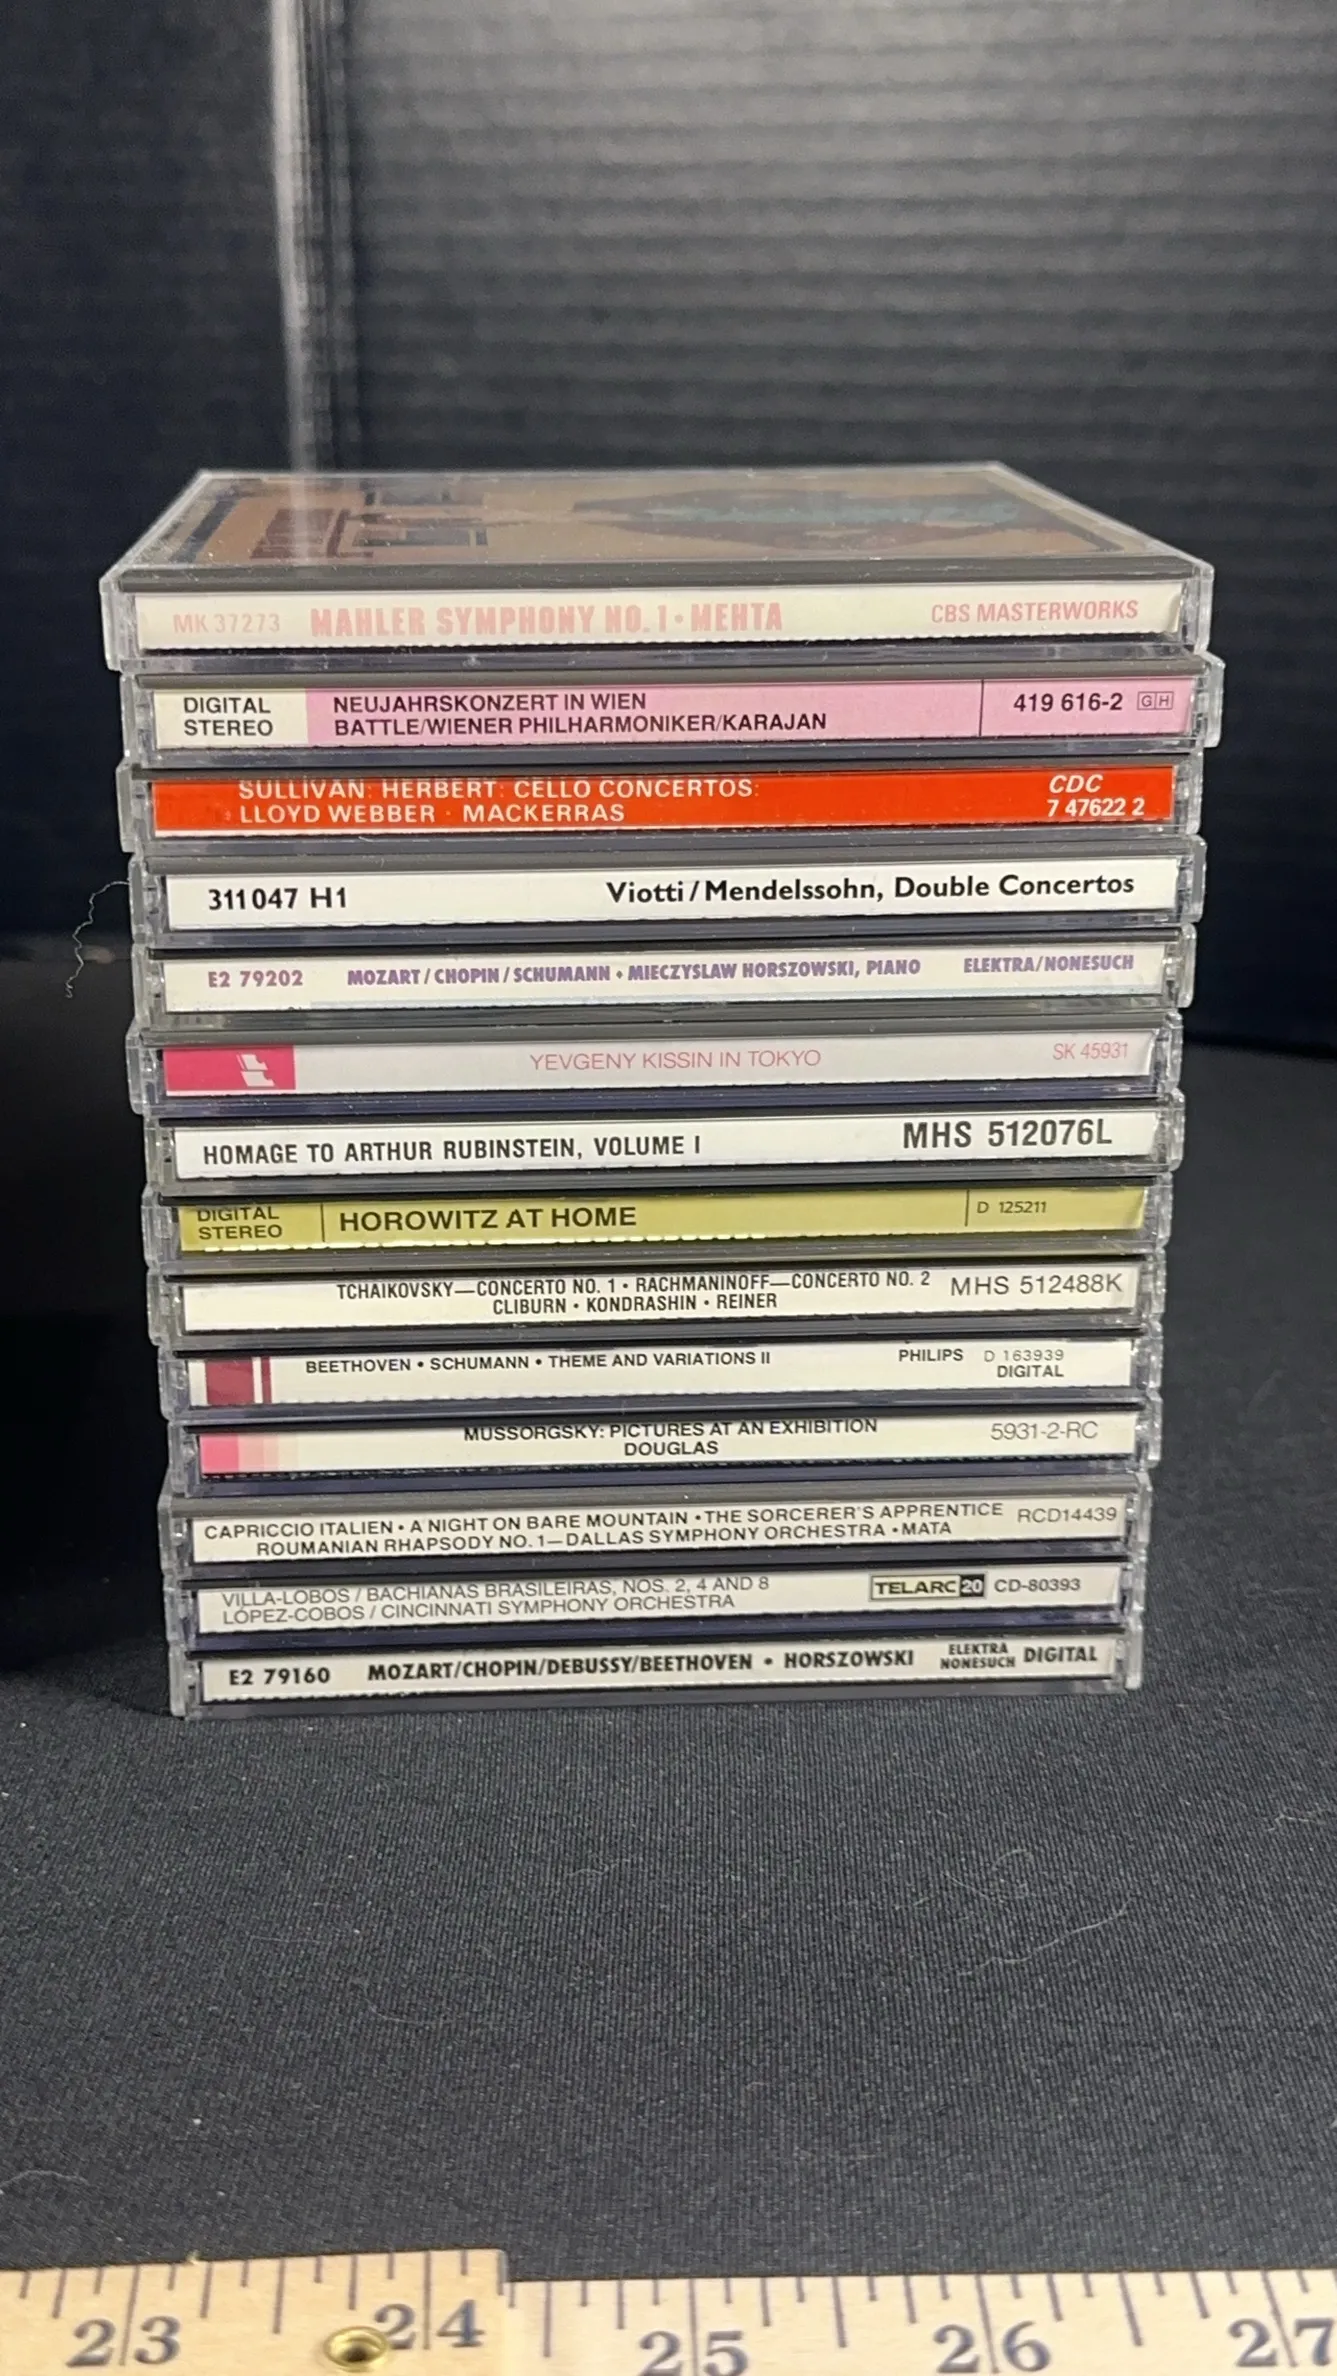 MK 37273 MAHLER SYMPHONY NO. 1 • MEHTA CBS MASTERWORKS
DIGITAL STEREO
NEUJAHRSKONZERT IN WIEN
BATTLE/WIENER PHILHARMONIKER/KARAJAN
419 616-2 GH
SULLIVAN: HERBERT: CELLO CONCERTOS:
LLOYD WEBBER · MACKERRAS
CDC
7 47622 2
311047 H1 Viotti/Mendelssohn, Double Concertos
E2 79202 MOZART/CHOPIN/SCHUMANN • MIECZYSLAW HORSZOWSKI, PIANO ELEKTRA/NONESUCH
YEVGENY KISSIN IN TOKYO SK 45931
HOMAGE TO ARTHUR RUBINSTEIN, VOLUME I MHS 512076L
DIGITAL
STEREO
HOROWITZ AT HOME D 125211
TCHAIKOVSKY—CONCERTO NO. 1 • RACHMANINOFF—CONCERTO NO. 2
CLIBURN • KONDRASHIN • REINER
MHS 512488K
BEETHOVEN • SCHUMANN • THEME AND VARIATIONS II PHILIPS D 163939
DIGITAL
MUSSORGSKY: PICTURES AT AN EXHIBITION
DOUGLAS
5931-2-RC
CAPRICCIO ITALIEN • A NIGHT ON BARE MOUNTAIN • THE SORCERER'S APPRENTICE
ROUMANIAN RHAPSODY NO. 1—DALLAS SYMPHONY ORCHESTRA • MATA
RCD14439
VILLA-LOBOS / BACHIANAS BRASILEIRAS, NOS. 2, 4 AND 8
LÓPEZ-COBOS / CINCINNATI SYMPHONY ORCHESTRA
TELARC 20 CD-80393
E2 79160 MOZART/CHOPIN/DEBUSSY/BEETHOVEN • HORSZOWSKI
ELEKTRA
NONESUCH
DIGITAL
23 24 25 26 27